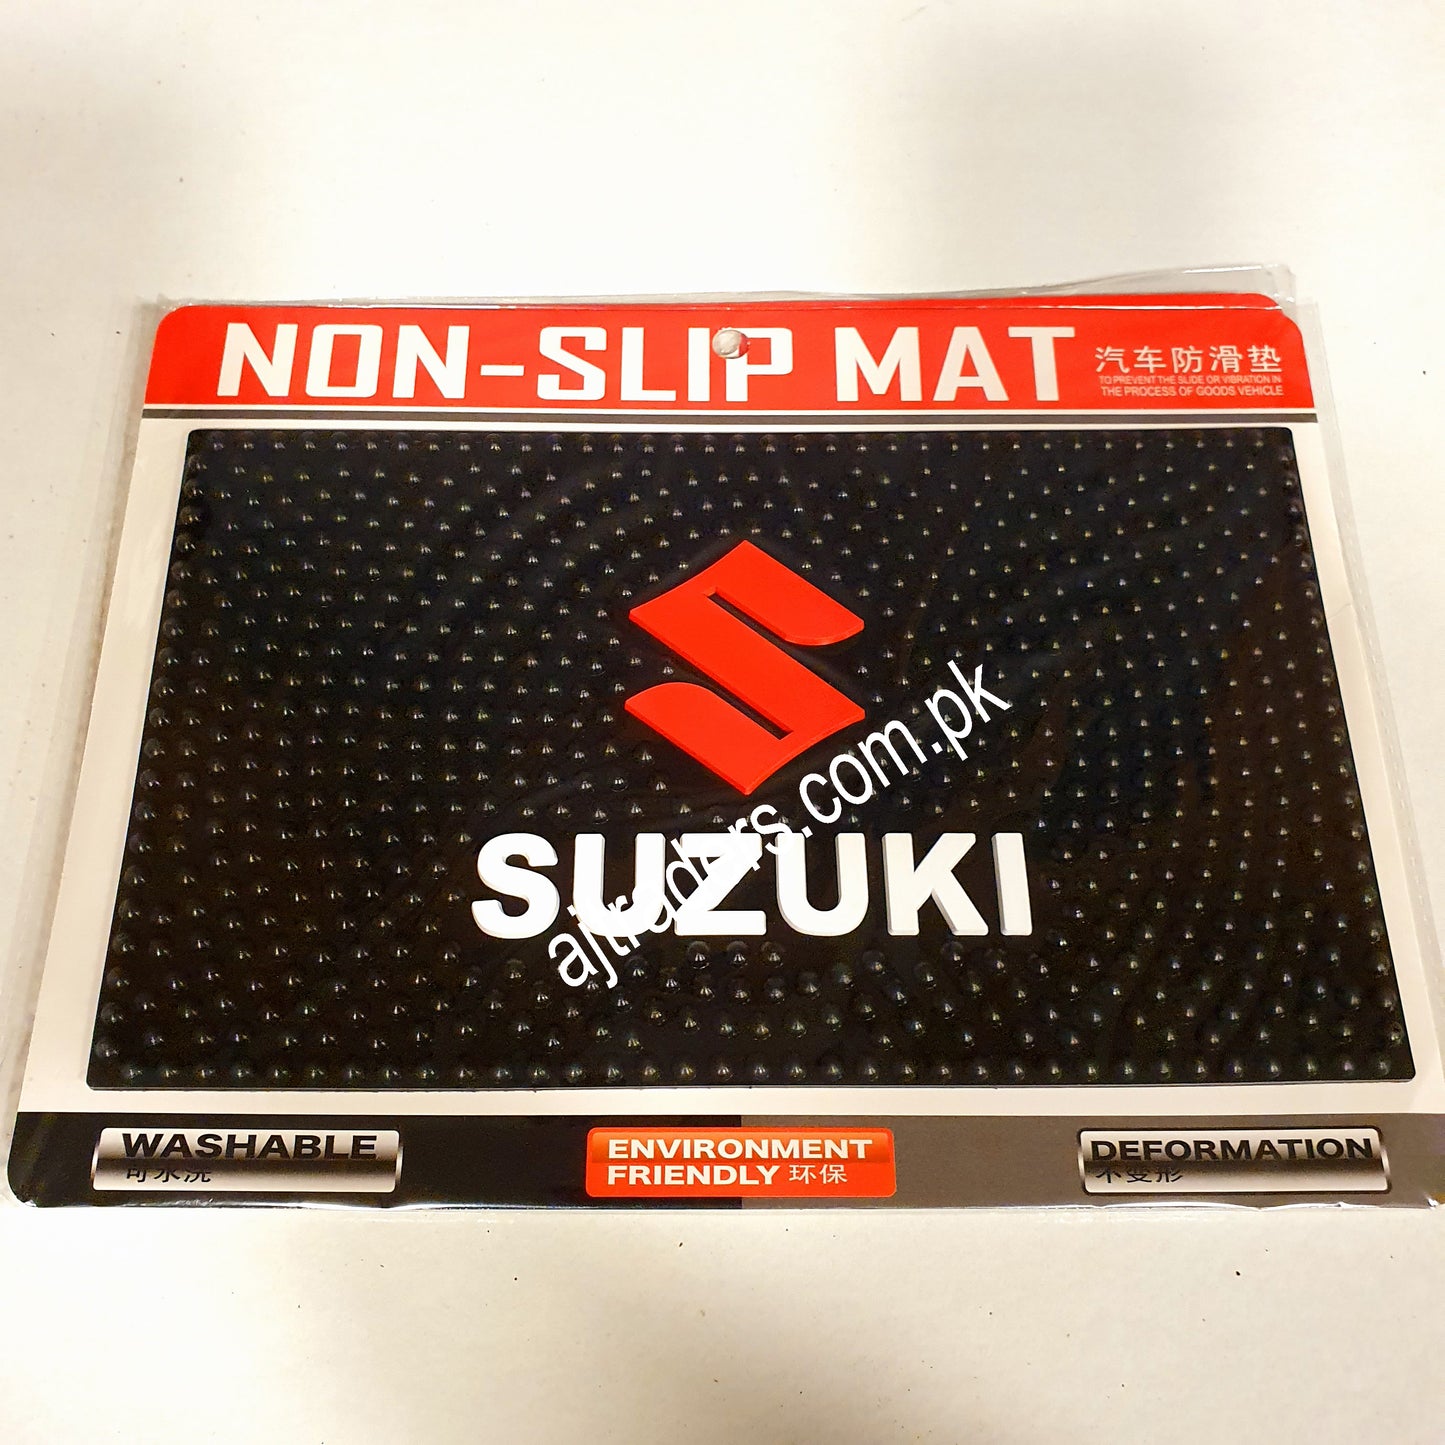 NON-SLIP MAT 汽车防滑垫
TO PREVENT THE SLIDE OR VIBRATION IN
THE PROCESS OF GOODS VEHICLE
SUZUKI
ajtraders.com.pk
WASHABLE
可水洗
ENVIRONMENT
FRIENDLY 环保
DEFORMATION
不变形